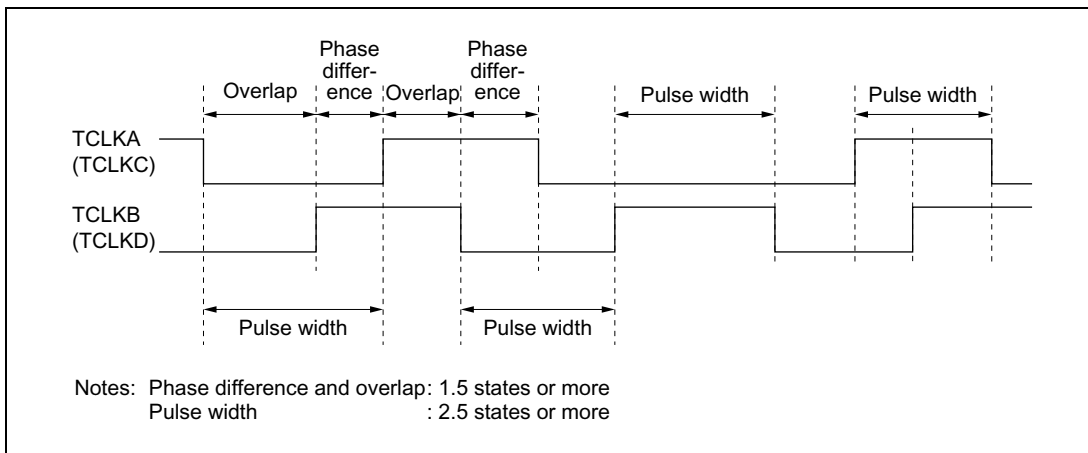 Phase
differ-
ence
Phase
differ-
ence
Overlap
Overlap
Pulse width
Pulse width
TCLKA
(TCLKC)
TCLKB
(TCLKD)
Pulse width
Pulse width
Notes: Phase difference and overlap: 1.5 states or more
Pulse width : 2.5 states or more